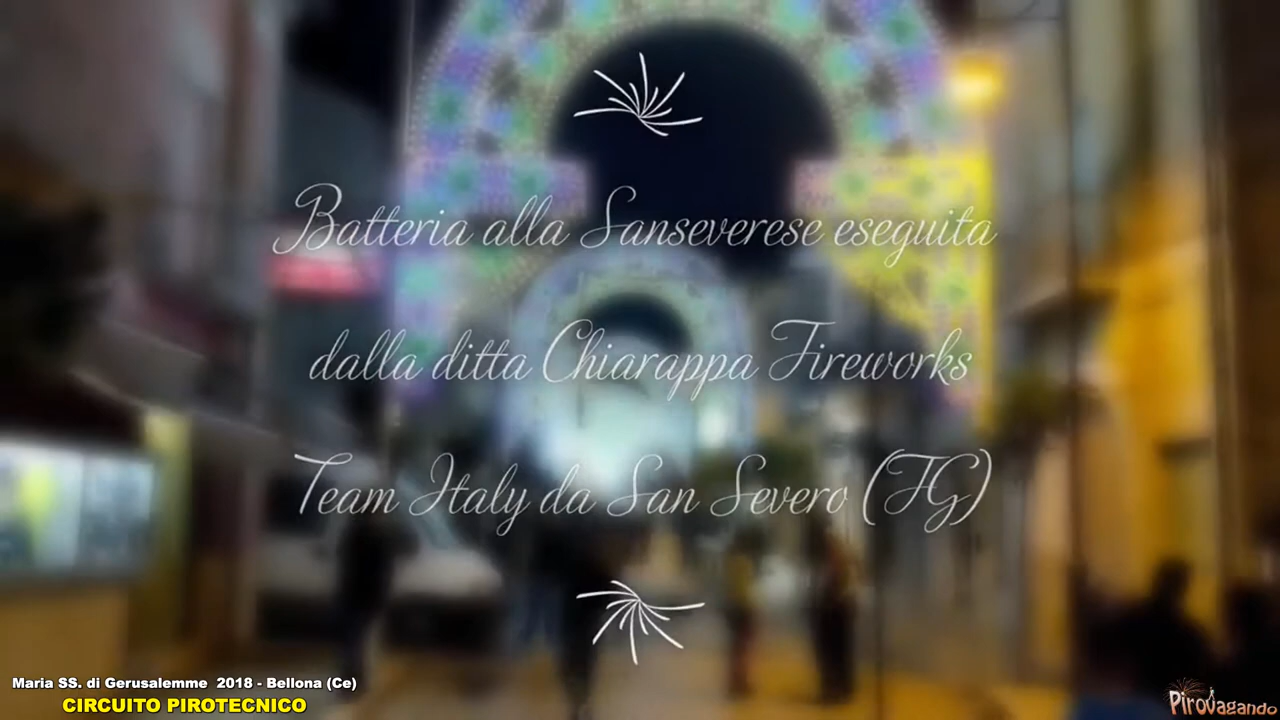 Batteria alla Sanseverese eseguita
dalla ditta Chiarappa Fireworks
Team Italy da San Severo (FG)
Maria SS. di Gerusalemme 2018 - Bellona (Ce)
CIRCUITO PIROTECNICO
Pirovagando